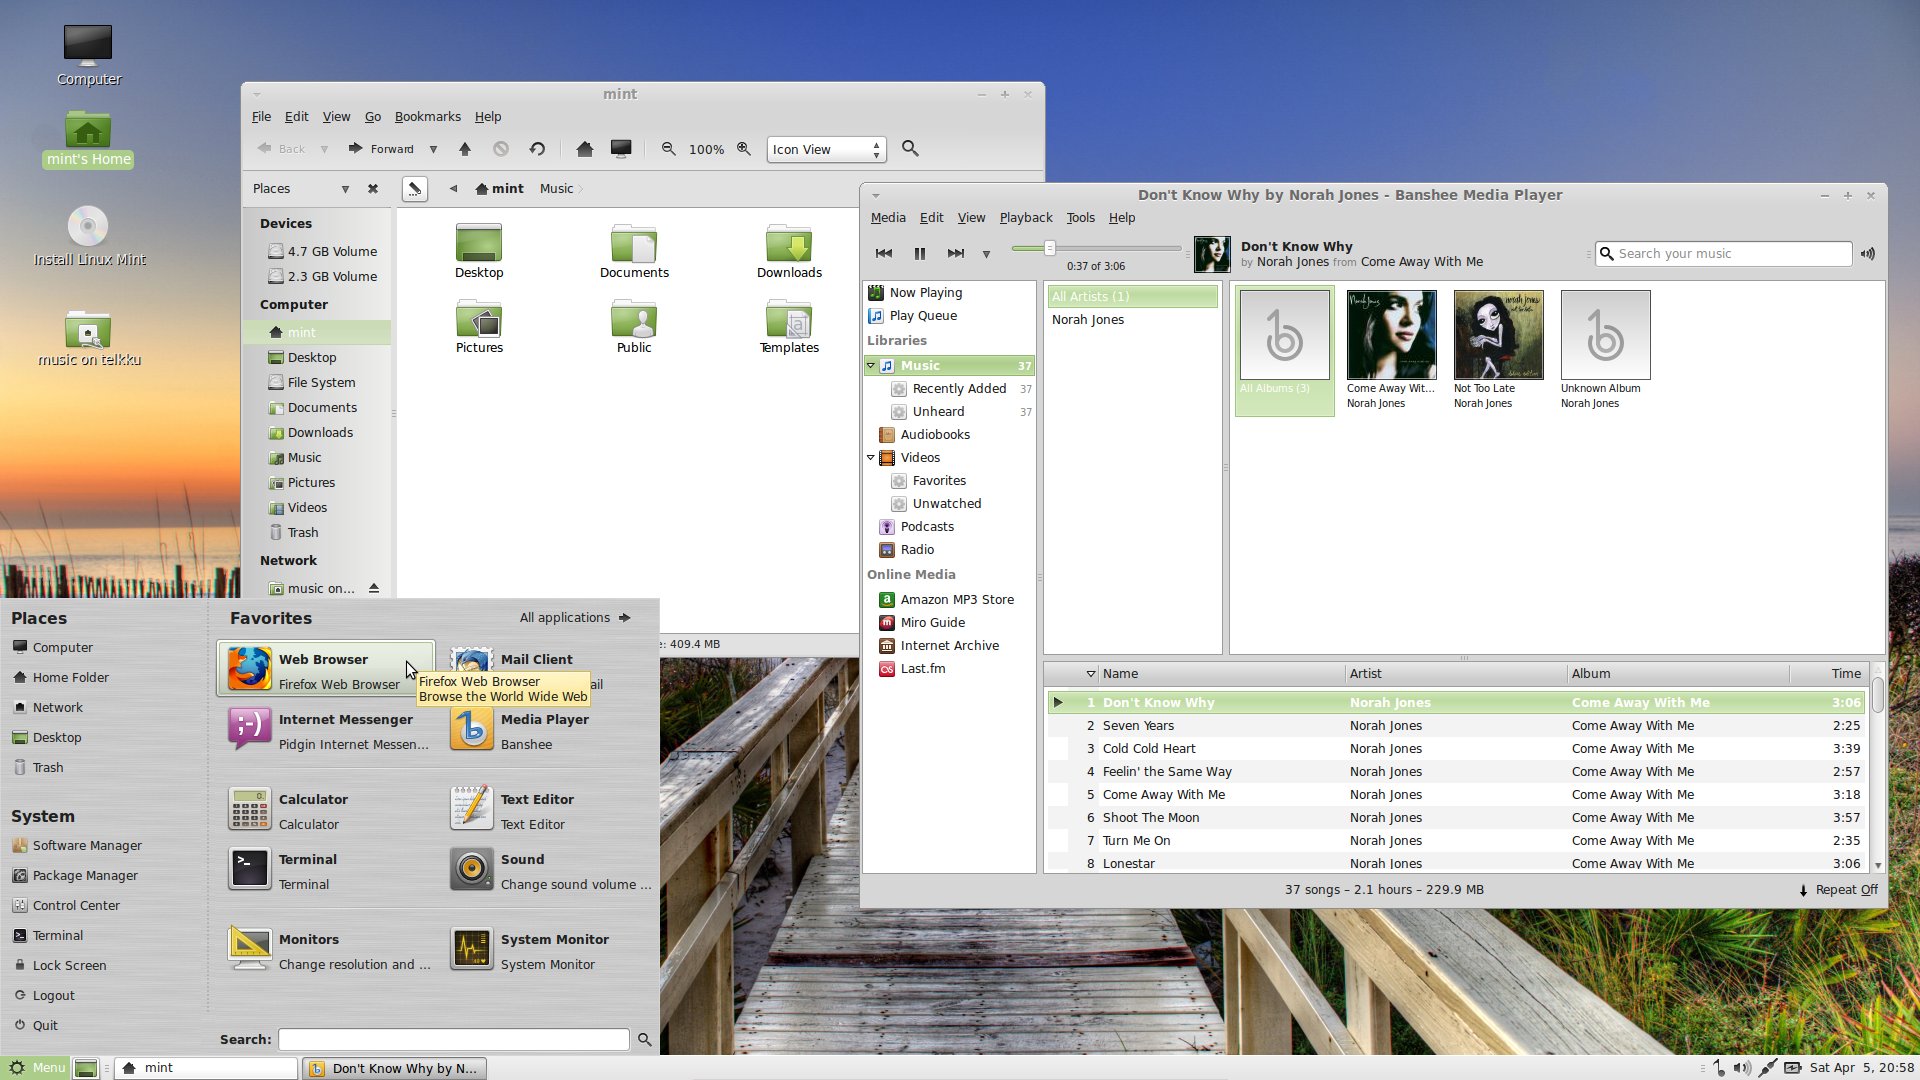 Computer
mint's Home
Install Linux Mint
music on telkku
mint
File Edit View Go Bookmarks Help
Back Forward 100% Icon View
Places mint Music
Devices
4.7 GB Volume
2.3 GB Volume
Computer
mint
Desktop
File System
Documents
Downloads
Music
Pictures
Videos
Trash
Network
music on...
Desktop Documents Downloads
Pictures Public Templates
: 409.4 MB
Don't Know Why by Norah Jones - Banshee Media Player
Media Edit View Playback Tools Help
0:37 of 3:06
Don't Know Why
by Norah Jones from Come Away With Me
Search your music
Now Playing
Play Queue
Libraries
Music 37
Recently Added 37
Unheard 37
Audiobooks
Videos
Favorites
Unwatched
Podcasts
Radio
Online Media
Amazon MP3 Store
Miro Guide
Internet Archive
Last.fm
All Artists (1)
Norah Jones
All Albums (3)
Come Away Wit...
Norah Jones
Not Too Late
Norah Jones
Unknown Album
Norah Jones
Name Artist Album Time
1 Don't Know Why Norah Jones Come Away With Me 3:06
2 Seven Years Norah Jones Come Away With Me 2:25
3 Cold Cold Heart Norah Jones Come Away With Me 3:39
4 Feelin' the Same Way Norah Jones Come Away With Me 2:57
5 Come Away With Me Norah Jones Come Away With Me 3:18
6 Shoot The Moon Norah Jones Come Away With Me 3:57
7 Turn Me On Norah Jones Come Away With Me 2:35
8 Lonestar Norah Jones Come Away With Me 3:06
37 songs – 2.1 hours – 229.9 MB
Repeat Off
Places
Computer
Home Folder
Network
Desktop
Trash
System
Software Manager
Package Manager
Control Center
Terminal
Lock Screen
Logout
Quit
Favorites All applications
Web Browser
Firefox Web Browser
Mail Client
Firefox Web Browser
Browse the World Wide Web
Internet Messenger
Pidgin Internet Messen...
Media Player
Banshee
Calculator
Calculator
Text Editor
Text Editor
Terminal
Terminal
Sound
Change sound volume ...
Monitors
Change resolution and ...
System Monitor
System Monitor
Search:
Menu mint Don't Know Why by N... Sat Apr 5, 20:58